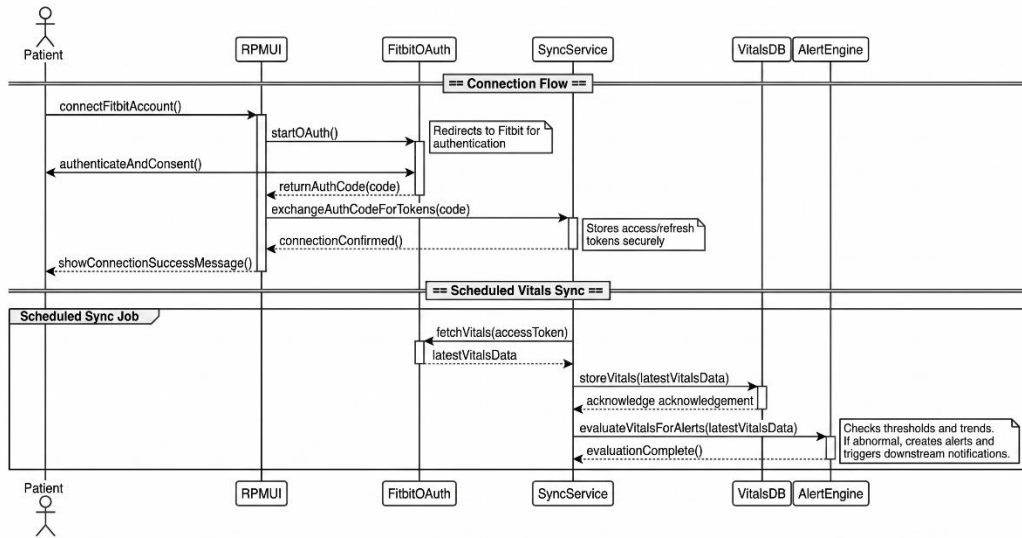 Patient
RPMUI
FitbitOAuth
SyncService
VitalsDB
AlertEngine
== Connection Flow ==
connectFitbitAccount()
startOAuth()
Redirects to Fitbit for
authentication
authenticateAndConsent()
returnAuthCode(code)
exchangeAuthCodeForTokens(code)
Stores access/refresh
tokens securely
connectionConfirmed()
showConnectionSuccessMessage()
== Scheduled Vitals Sync ==
Scheduled Sync Job
fetchVitals(accessToken)
latestVitalsData
storeVitals(latestVitalsData)
acknowledge acknowledgement
evaluateVitalsForAlerts(latestVitalsData)
Checks thresholds and trends.
If abnormal, creates alerts and
triggers downstream notifications.
evaluationComplete()
Patient
RPMUI
FitbitOAuth
SyncService
VitalsDB
AlertEngine